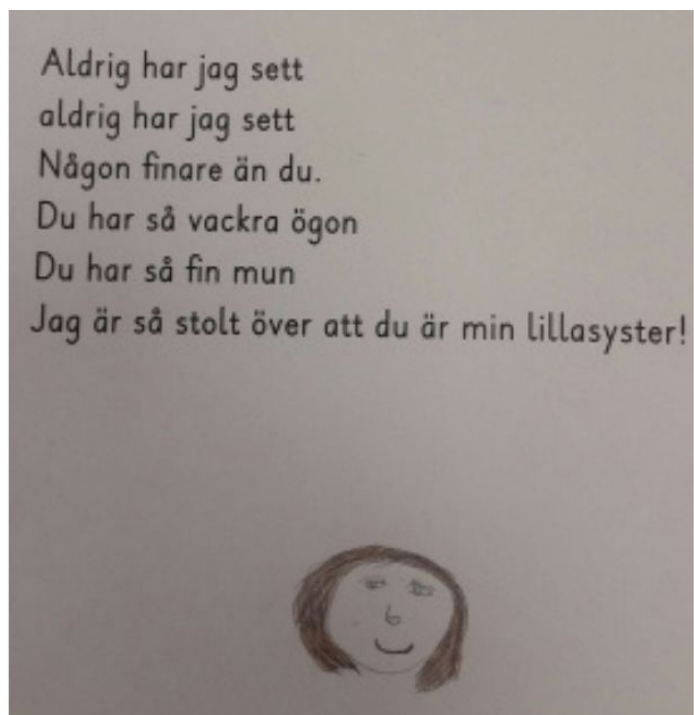 Aldrig har jag sett
aldrig har jag sett
Någon finare än du.
Du har så vackra ögon
Du har så fin mun
Jag är så stolt över att du är min lillasyster!